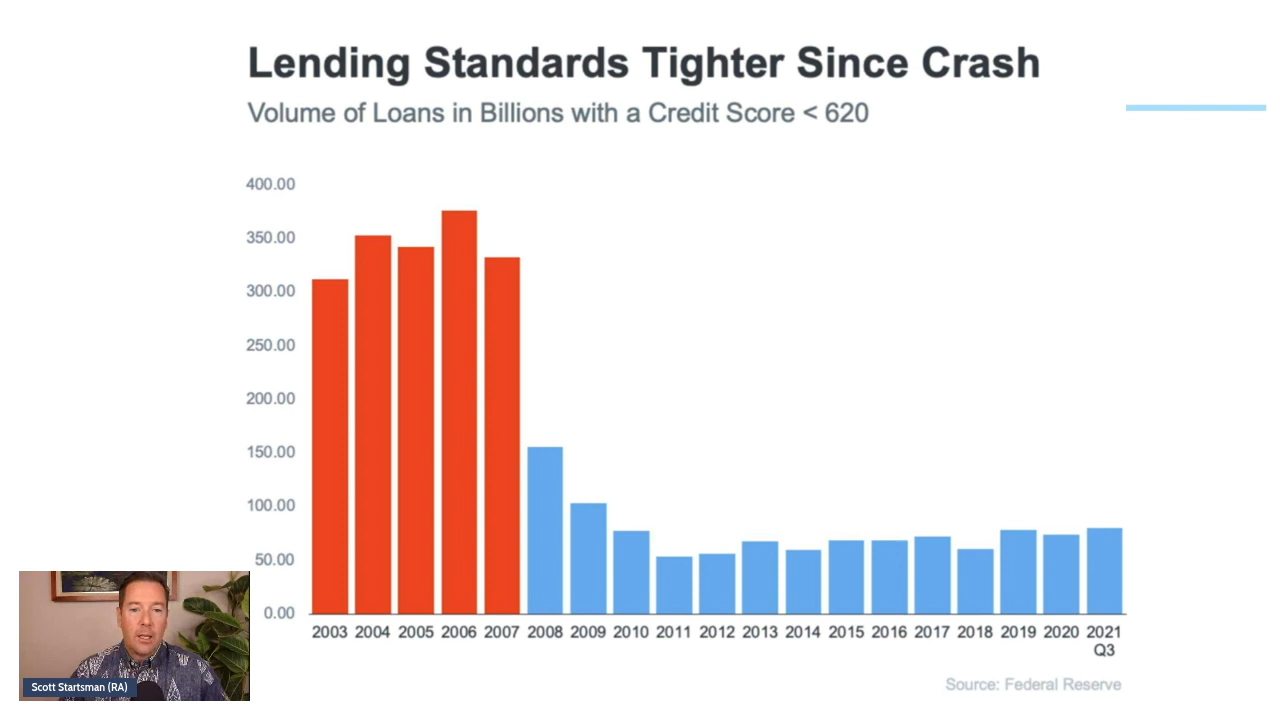 Lending Standards Tighter Since Crash
Volume of Loans in Billions with a Credit Score < 620
400.00
350.00
300.00
250.00
200.00
150.00
100.00
50.00
0.00
2003 2004 2005 2006 2007 2008 2009 2010 2011 2012 2013 2014 2015 2016 2017 2018 2019 2020 2021
Q3
Source: Federal Reserve
Scott Startsman (RA)